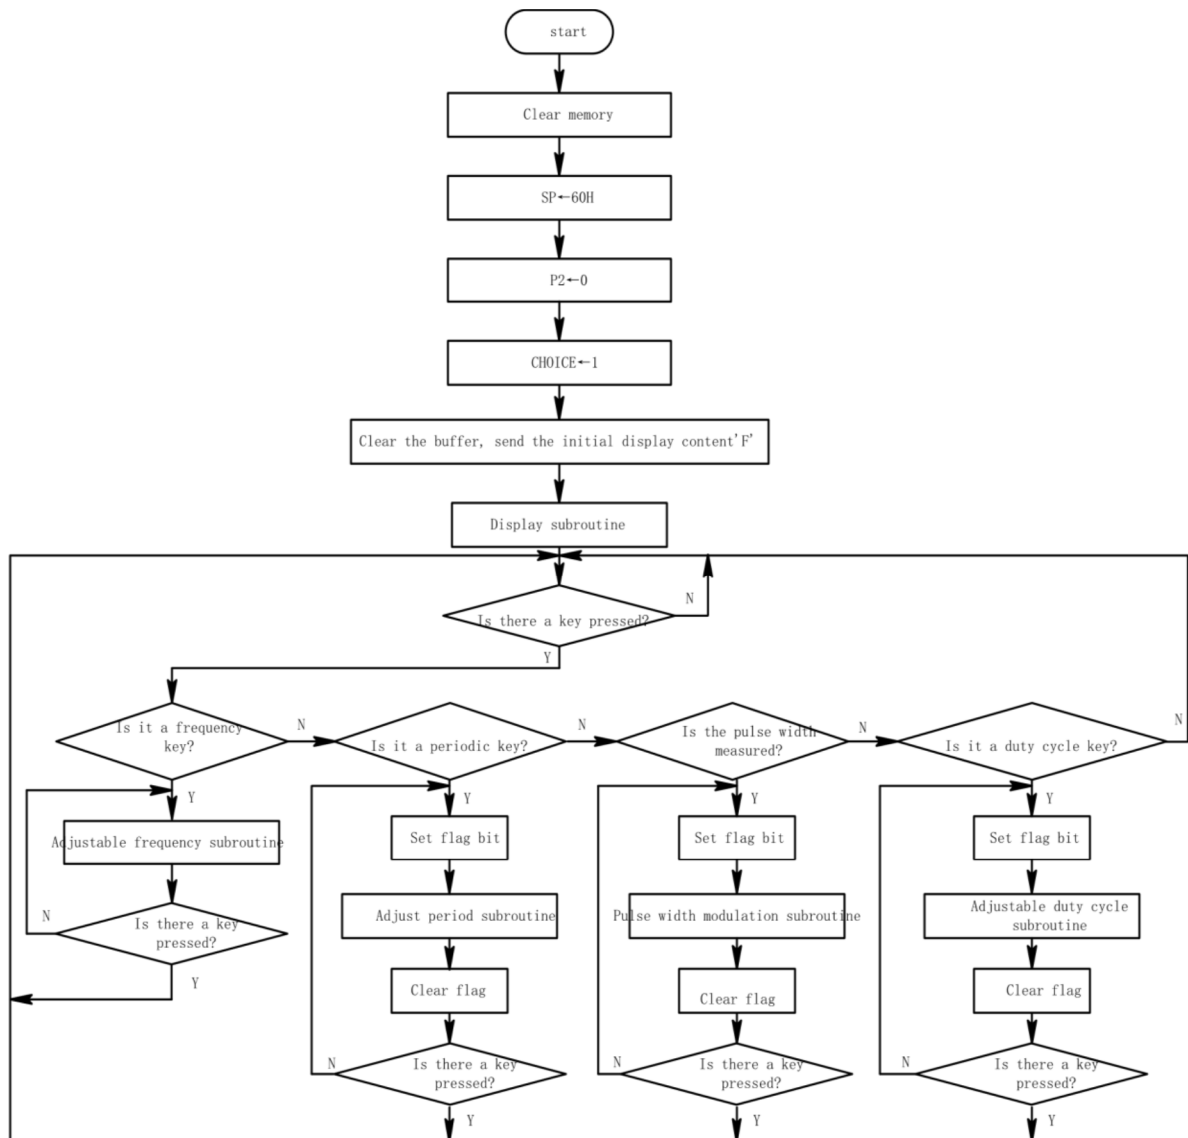 start
Clear memory
SP←60H
P2←0
CHOICE←1
Clear the buffer, send the initial display content'F'
Display subroutine
N
Is there a key pressed?
Y
Is it a frequency
key?
N
Is it a periodic key?
N
Is the pulse width
measured?
N
Is it a duty cycle key?
N
Y
Adjustable frequency subroutine
N
Is there a key
pressed?
Y
Y
Set flag bit
Adjust period subroutine
Clear flag
N
Is there a key
pressed?
Y
Y
Set flag bit
Pulse width modulation subroutine
Clear flag
N
Is there a key
pressed?
Y
Y
Set flag bit
Adjustable duty cycle
subroutine
Clear flag
N
Is there a key
pressed?
Y